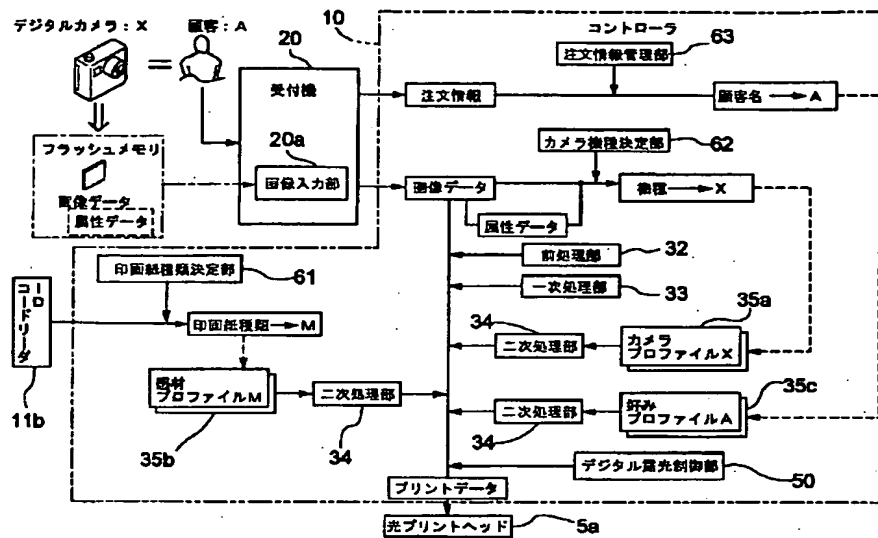 デジタルカメラ：X
顧客：A
10
コントローラ
20
受付機
20a
画像入力部
63
注文情報管理部
注文情報
顧客名→A
フラッシュメモリ
画像データ
属性データ
カメラ機種決定部
62
画像データ
機種→X
属性データ
前処理部
32
印画紙種類決定部
61
一次処理部
33
IDコードリーダ
11b
印画紙種類→M
34
二次処理部
35a
カメラ
プロファイルX
感材
プロファイルM
35b
二次処理部
34
二次処理部
34
35c
好み
プロファイルA
デジタル露光制御部
50
プリントデータ
光プリントヘッド
5a